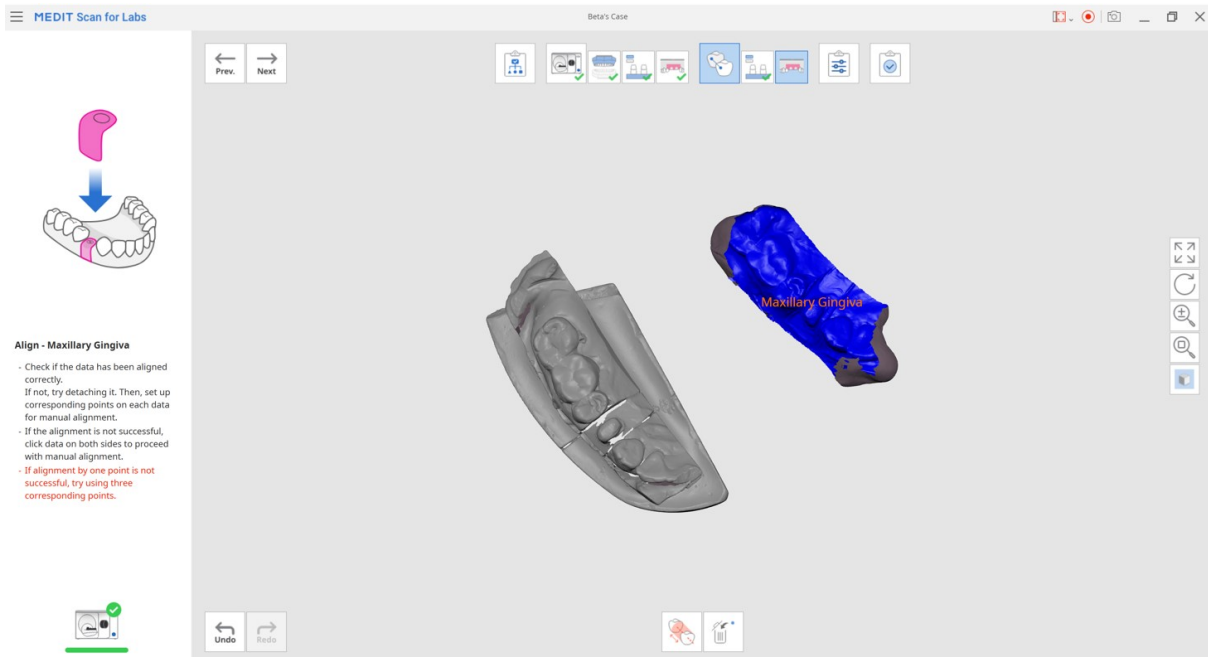 MEDIT Scan for Labs
Beta's Case
Prev.
Next
Maxillary Gingiva
Align - Maxillary Gingiva
- Check if the data has been aligned
correctly.
If not, try detaching it. Then, set up
corresponding points on each data
for manual alignment.
- If the alignment is not successful,
click data on both sides to proceed
with manual alignment.
- If alignment by one point is not
successful, try using three
corresponding points.
Undo
Redo